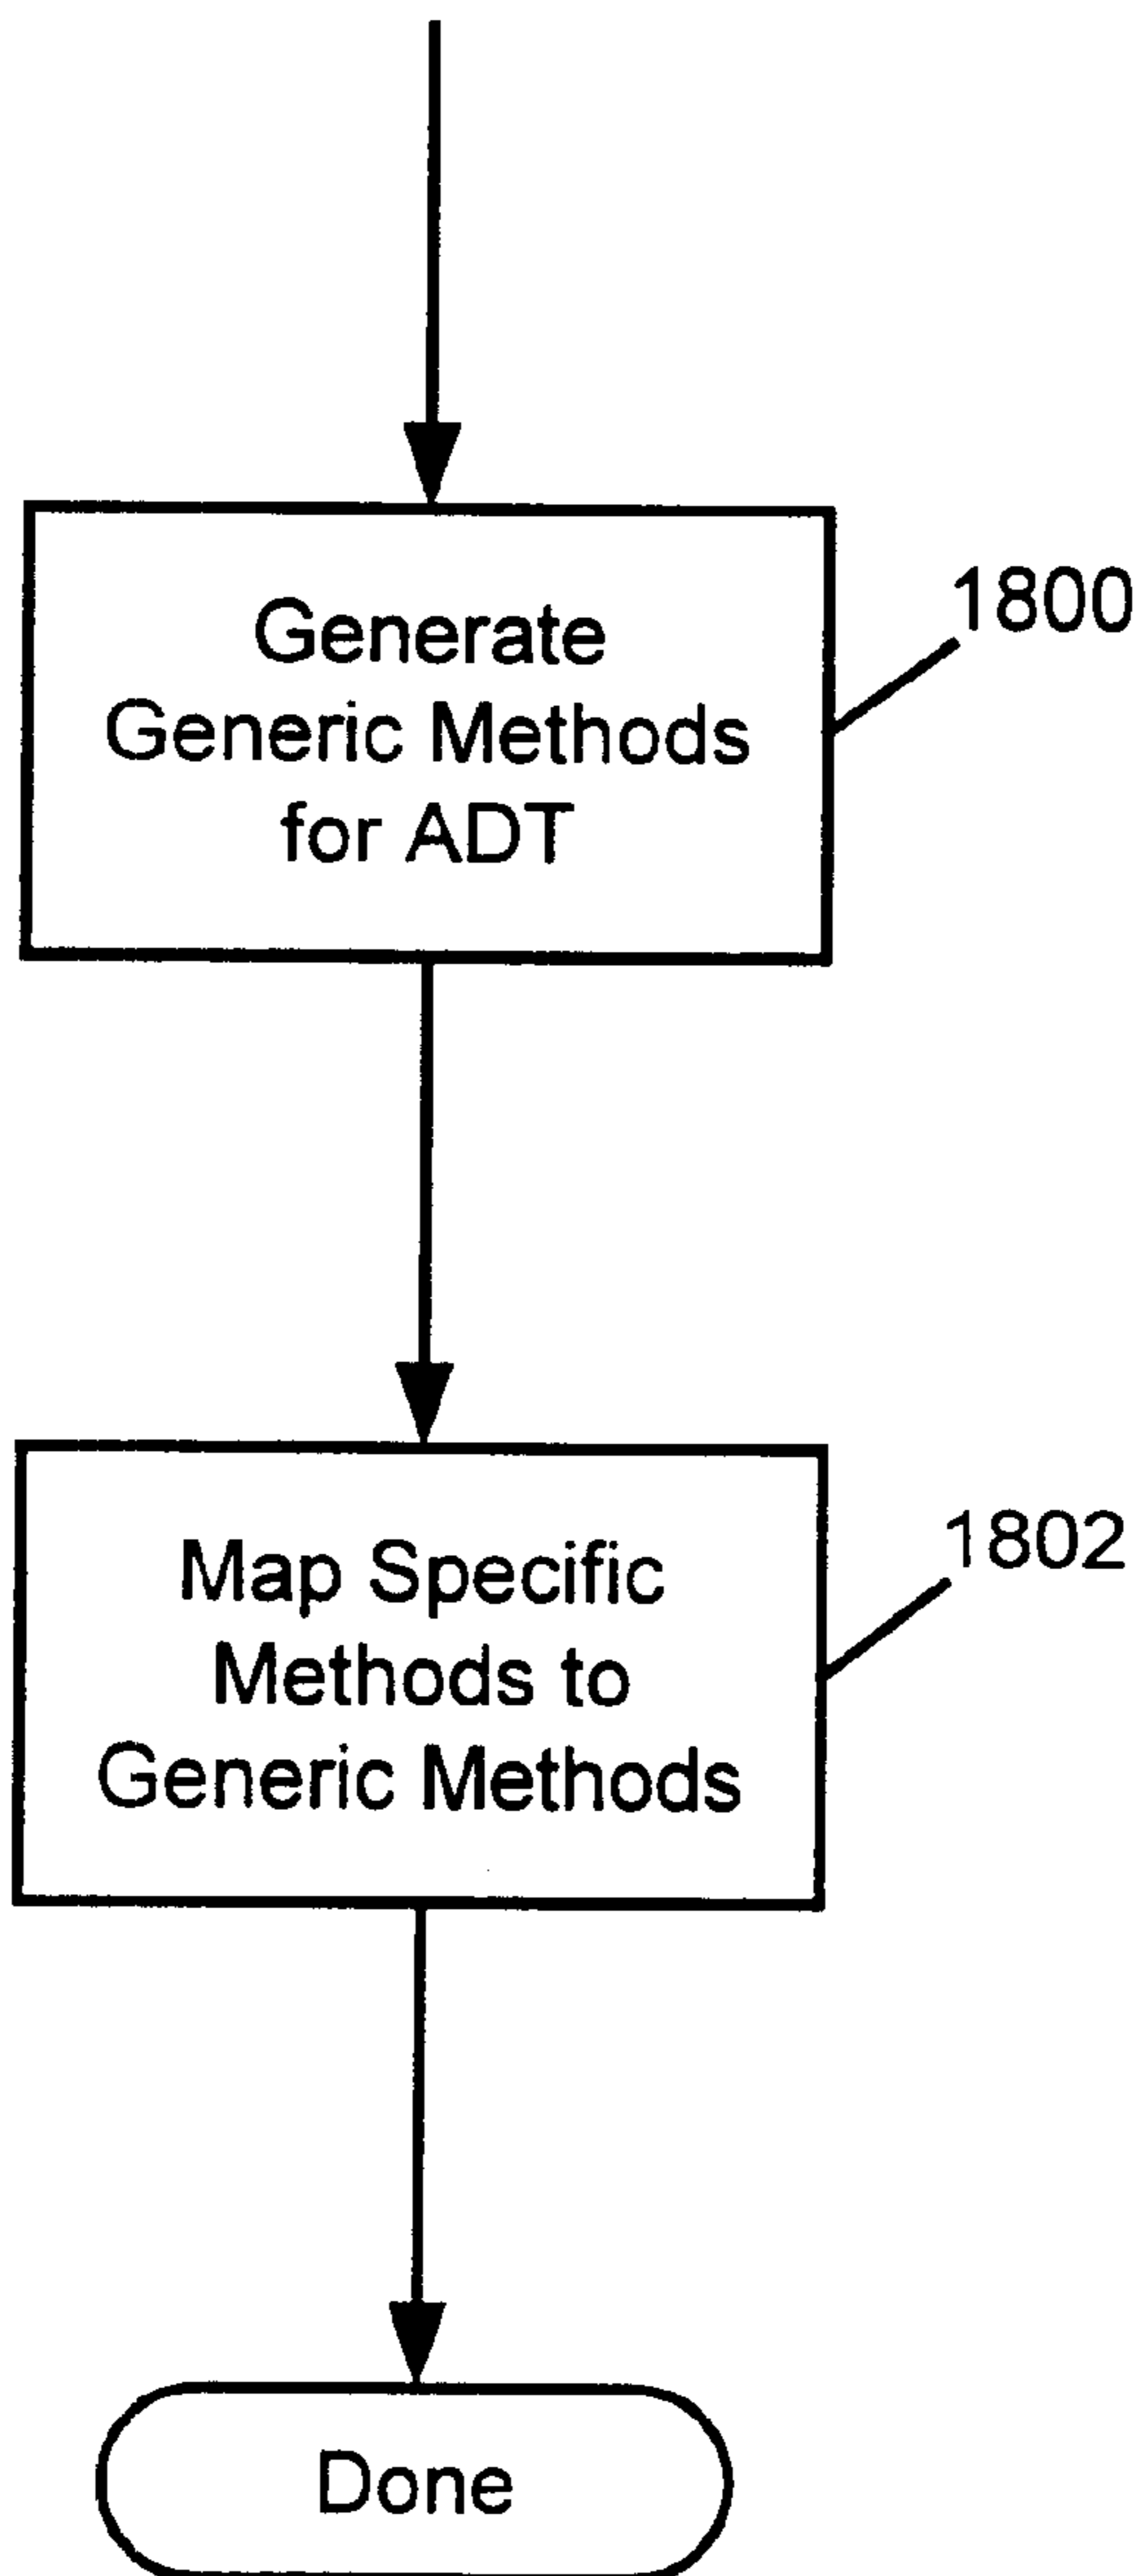 Generate
Generic Methods
for ADT
1800
Map Specific
Methods to
Generic Methods
1802
Done